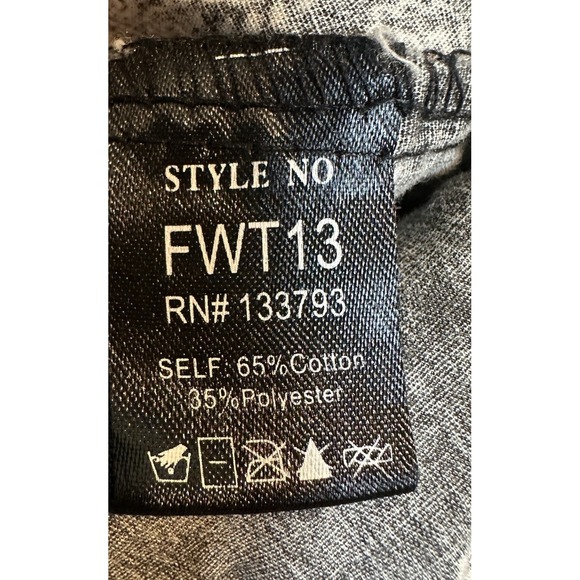 STYLE NO
FWT13
RN# 133793
SELF: 65%Cotton
35%Polyester